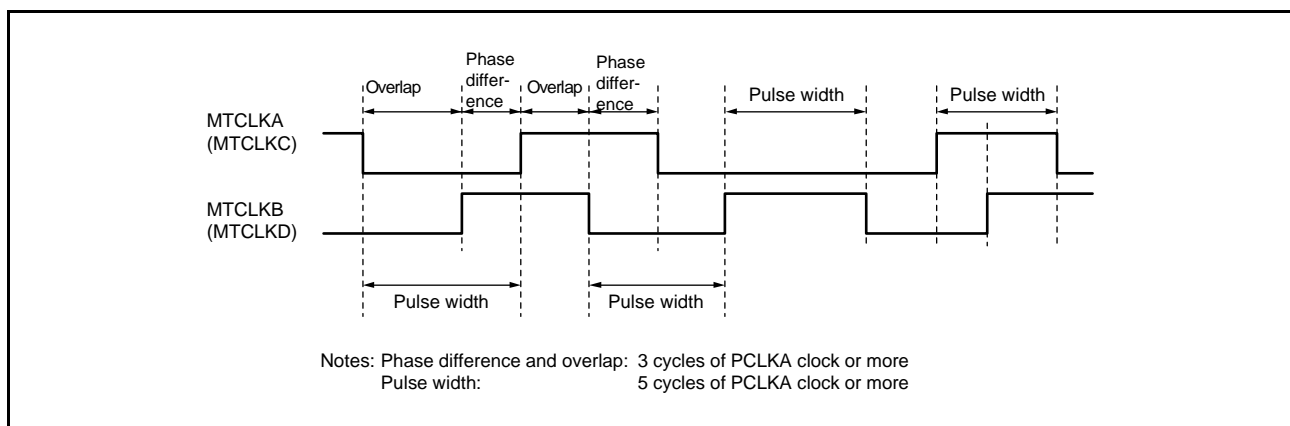 Phase
differ-
ence
Overlap
Phase
differ-
ence
Overlap
Pulse width
Pulse width
MTCLKA
(MTCLKC)
MTCLKB
(MTCLKD)
Pulse width
Pulse width
Notes: Phase difference and overlap: 3 cycles of PCLKA clock or more
Pulse width: 5 cycles of PCLKA clock or more